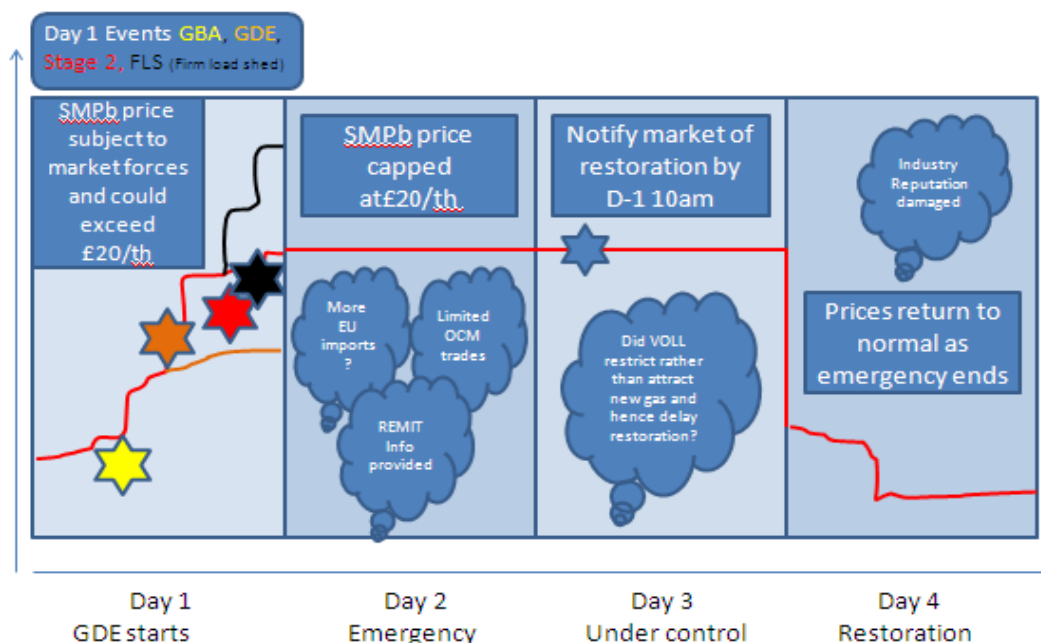 Day 1 Events GBA, GDE,
Stage 2, FLS (Firm load shed)
SMPb price
subject to
market forces
and could
exceed
£20/th
SMPb price
capped
at£20/th
Notify market of
restoration by
D-1 10am
Industry
Reputation
damaged
More
EU
imports
?
Limited
OCM
trades
REMIT
Info
provided
Did VOLL
restrict rather
than attract
new gas and
hence delay
restoration?
Prices return to
normal as
emergency ends
Day 1
GDE starts
Day 2
Emergency
Day 3
Under control
Day 4
Restoration